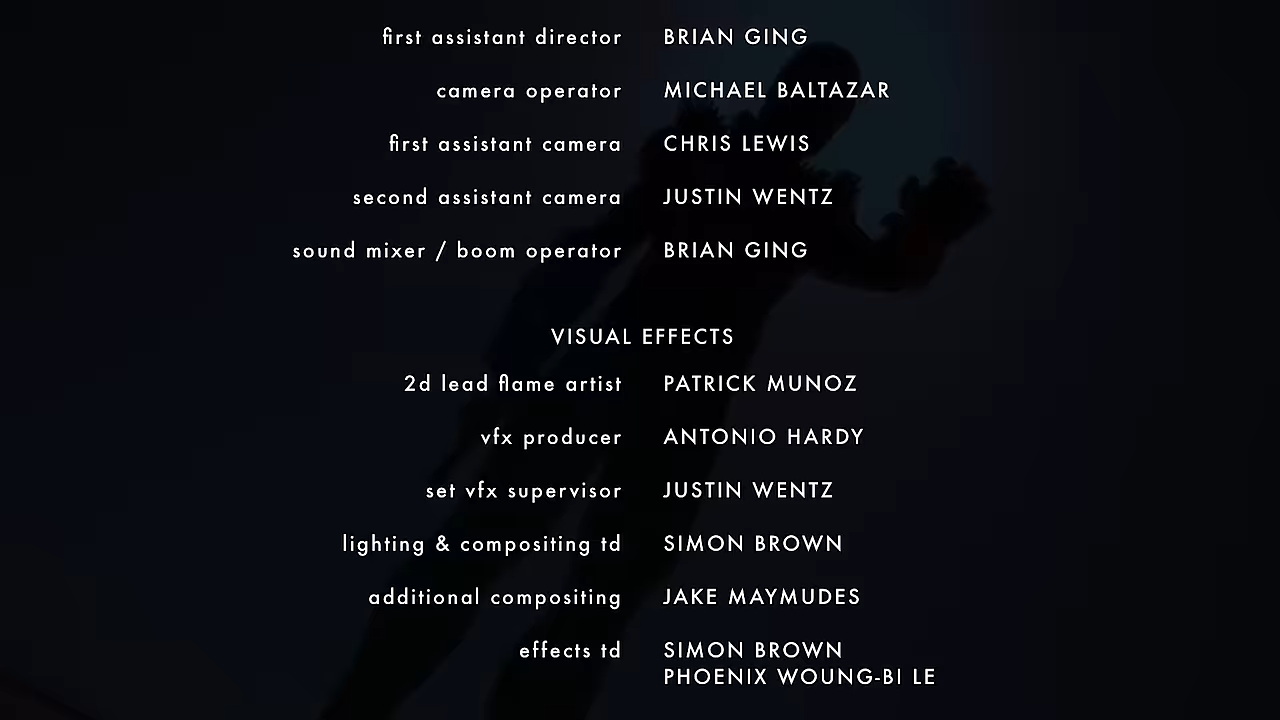 first assistant director BRIAN GING
camera operator MICHAEL BALTAZAR
first assistant camera CHRIS LEWIS
second assistant camera JUSTIN WENTZ
sound mixer / boom operator BRIAN GING
VISUAL EFFECTS
2d lead flame artist PATRICK MUNOZ
vfx producer ANTONIO HARDY
set vfx supervisor JUSTIN WENTZ
lighting & compositing td SIMON BROWN
additional compositing JAKE MAYMUDES
effects td SIMON BROWN
PHOENIX WOUNG-BI LE